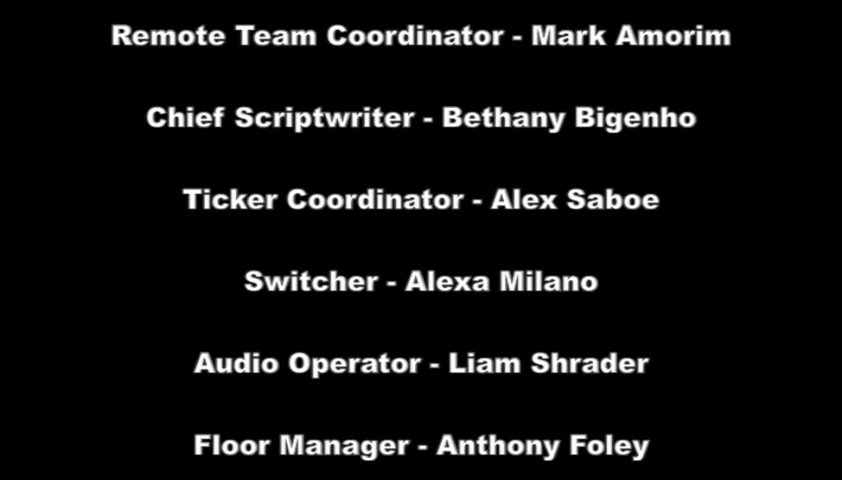 Remote Team Coordinator - Mark Amorim
Chief Scriptwriter - Bethany Bigenho
Ticker Coordinator - Alex Saboe
Switcher - Alexa Milano
Audio Operator - Liam Shrader
Floor Manager - Anthony Foley